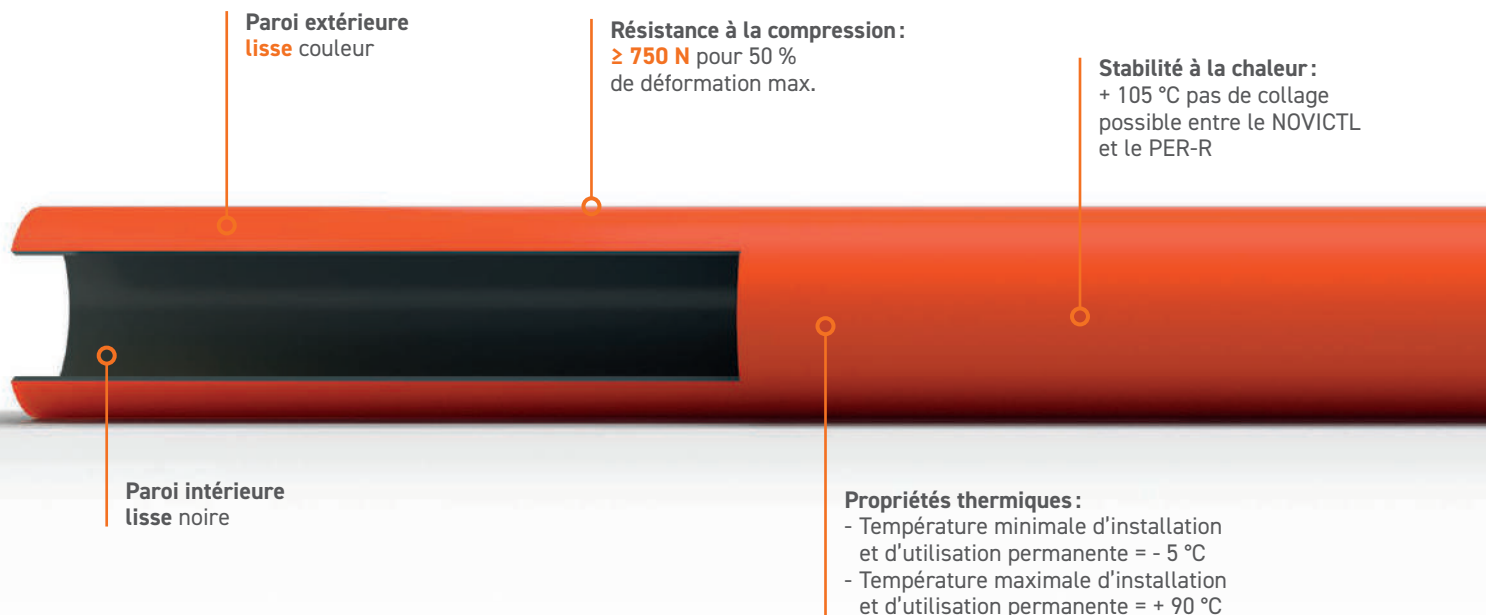 Paroi extérieure
lisse couleur
Résistance à la compression :
≥ 750 N pour 50 %
de déformation max.
Stabilité à la chaleur :
+ 105 °C pas de collage
possible entre le NOVICTL
et le PER-R
Paroi intérieure
lisse noire
Propriétés thermiques :
- Température minimale d’installation
et d’utilisation permanente = - 5 °C
- Température maximale d’installation
et d’utilisation permanente = + 90 °C